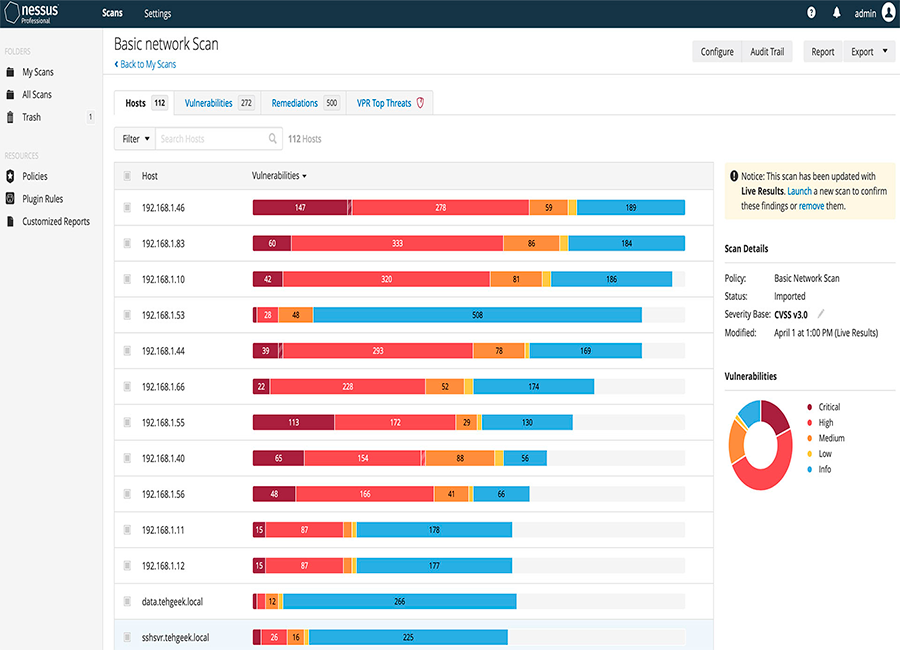 nessus
Professional
Scans
Settings
admin
FOLDERS
My Scans
All Scans
Trash
1
RESOURCES
Policies
Plugin Rules
Customized Reports
Basic network Scan
Back to My Scans
Configure
Audit Trail
Report
Export
Hosts 112
Vulnerabilities 272
Remediations 500
VPR Top Threats
Filter
Search Hosts
112 Hosts
Host Vulnerabilities
192.168.1.46 147 278 59 189
192.168.1.83 60 333 86 184
192.168.1.10 42 320 81 186
192.168.1.53 28 48 508
192.168.1.44 39 293 78 169
192.168.1.66 22 228 52 174
192.168.1.55 113 172 29 130
192.168.1.40 65 154 88 56
192.168.1.56 48 166 41 66
192.168.1.11 15 87 178
192.168.1.12 15 87 177
data.tehgeek.local 12 266
sshsvr.tehgeek.local 26 16 225
Notice: This scan has been updated with
Live Results. Launch a new scan to confirm
these findings or remove them.
Scan Details
Policy: Basic Network Scan
Status: Imported
Severity Base: CVSS v3.0
Modified: April 1 at 1:00 PM (Live Results)
Vulnerabilities
Critical
High
Medium
Low
Info